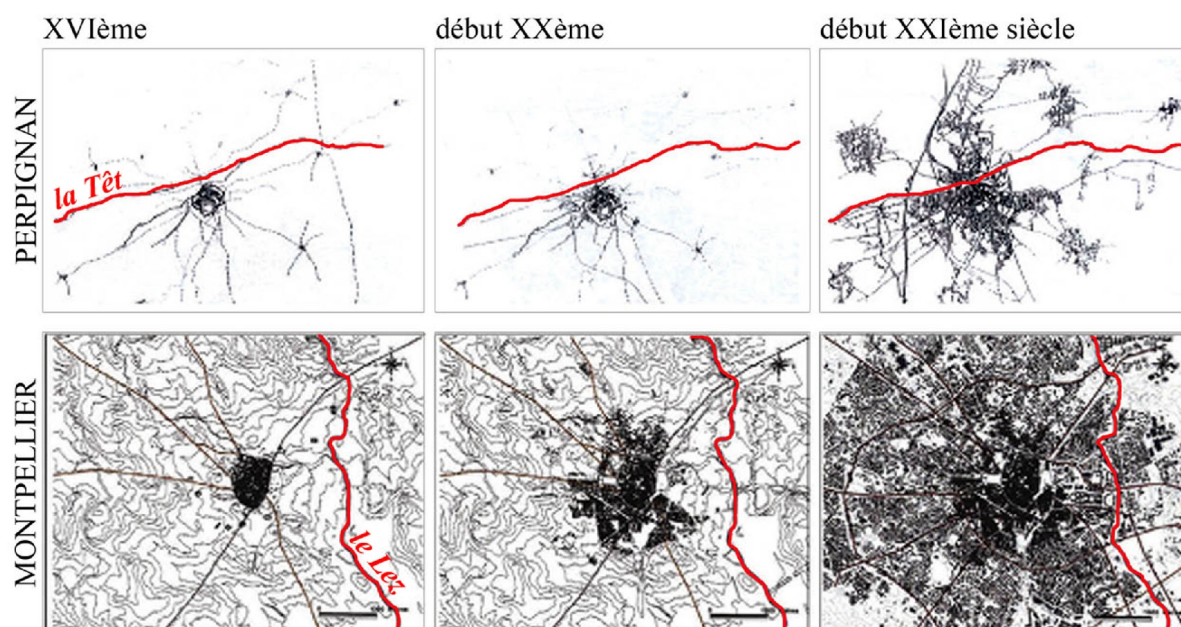 XVIème
début XXème
début XXIème siècle
PERPIGNAN
la Têt
MONTPELLIER
le Lez